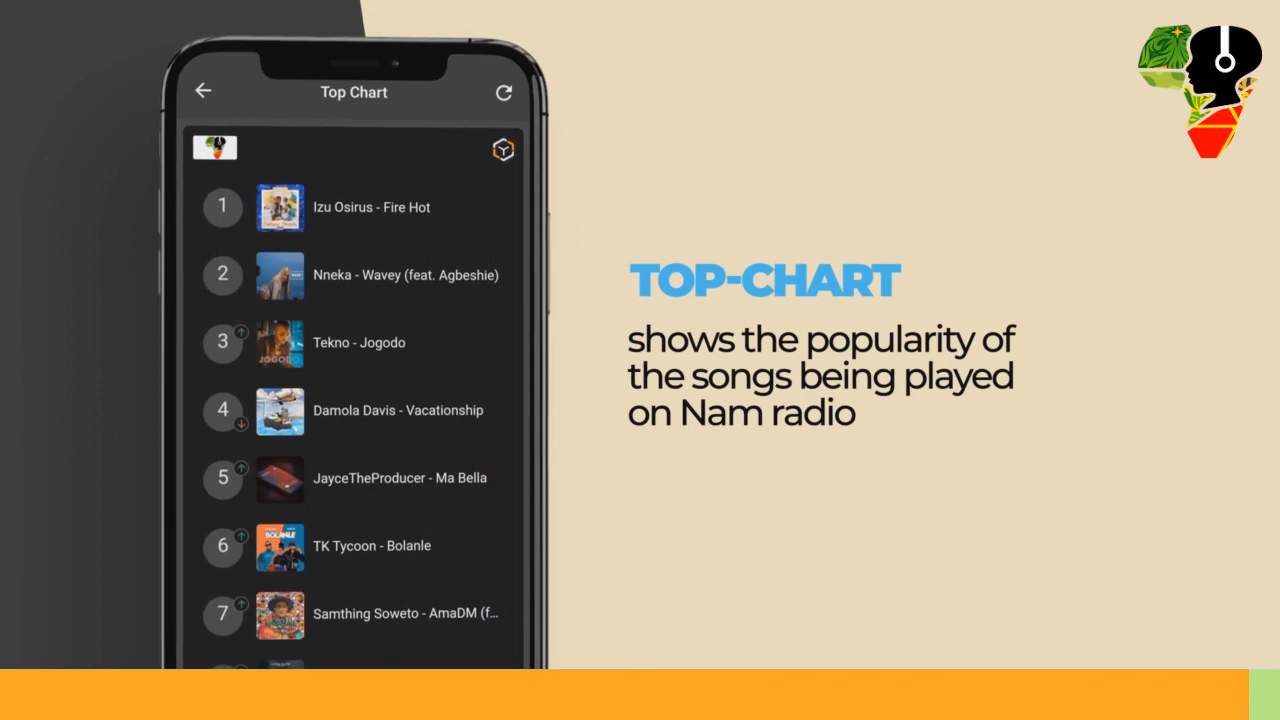 Top Chart
1
Izu Osirus - Fire Hot
2
Nneka - Wavey (feat. Agbeshie)
3
JOGODO
Tekno - Jogodo
4
Damola Davis - Vacationship
5
JayceTheProducer - Ma Bella
6
BOLANLE
TK Tycoon - Bolanle
7
Samthing Soweto - AmaDM (f...
TOP-CHART
shows the popularity of
the songs being played
on Nam radio